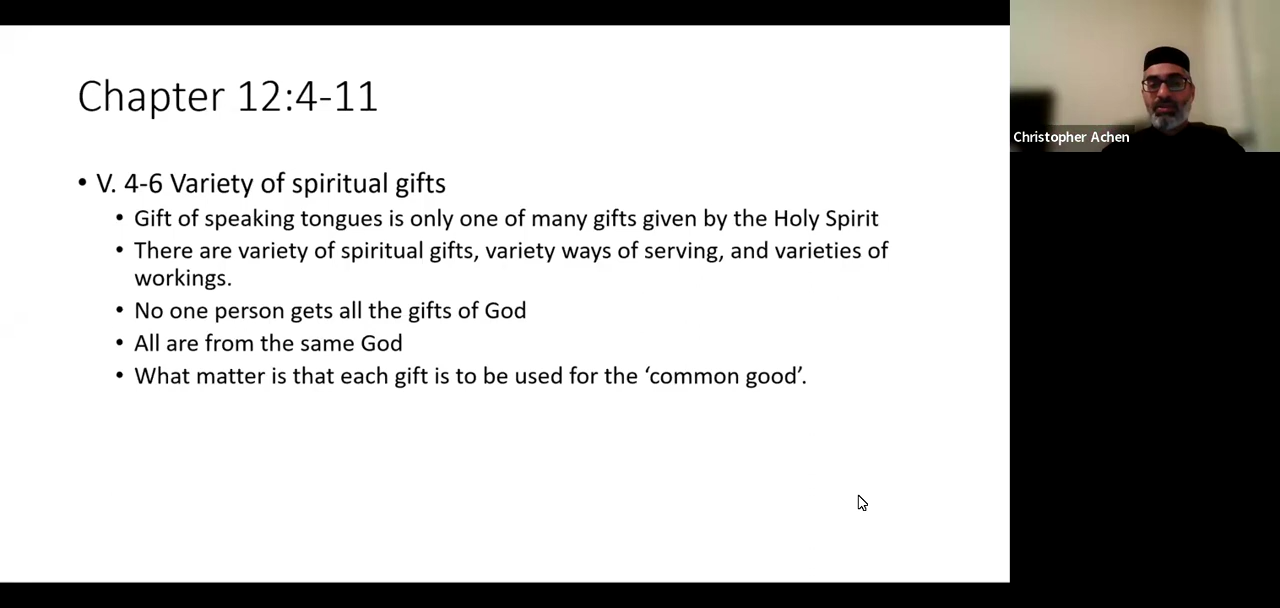 Chapter 12:4-11
• V. 4-6 Variety of spiritual gifts
• Gift of speaking tongues is only one of many gifts given by the Holy Spirit
• There are variety of spiritual gifts, variety ways of serving, and varieties of
workings.
• No one person gets all the gifts of God
• All are from the same God
• What matter is that each gift is to be used for the ‘common good’.
Christopher Achen